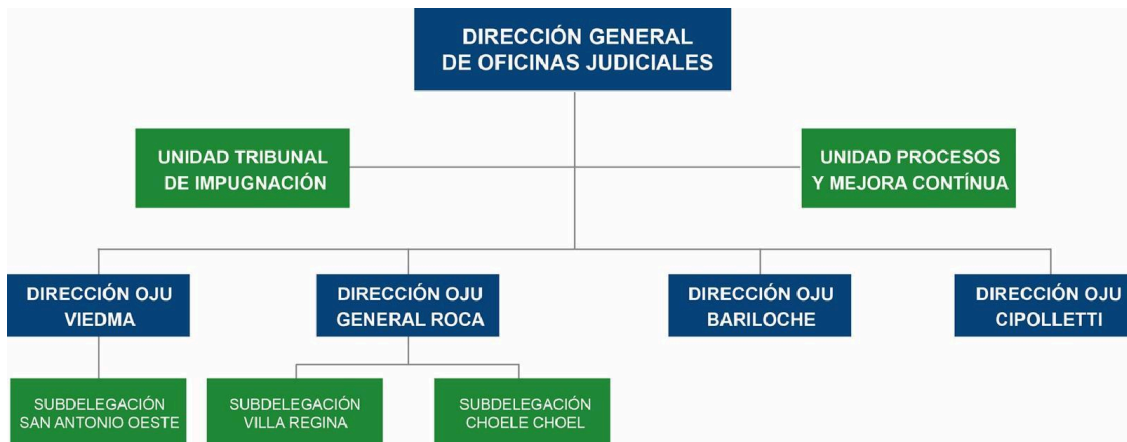 DIRECCIÓN GENERAL
DE OFICINAS JUDICIALES
UNIDAD TRIBUNAL
DE IMPUGNACIÓN
UNIDAD PROCESOS
Y MEJORA CONTÍNUA
DIRECCIÓN OJU
VIEDMA
DIRECCIÓN OJU
GENERAL ROCA
DIRECCIÓN OJU
BARILOCHE
DIRECCIÓN OJU
CIPOLLETTI
SUBDELEGACIÓN
SAN ANTONIO OESTE
SUBDELEGACIÓN
VILLA REGINA
SUBDELEGACIÓN
CHOELE CHOEL